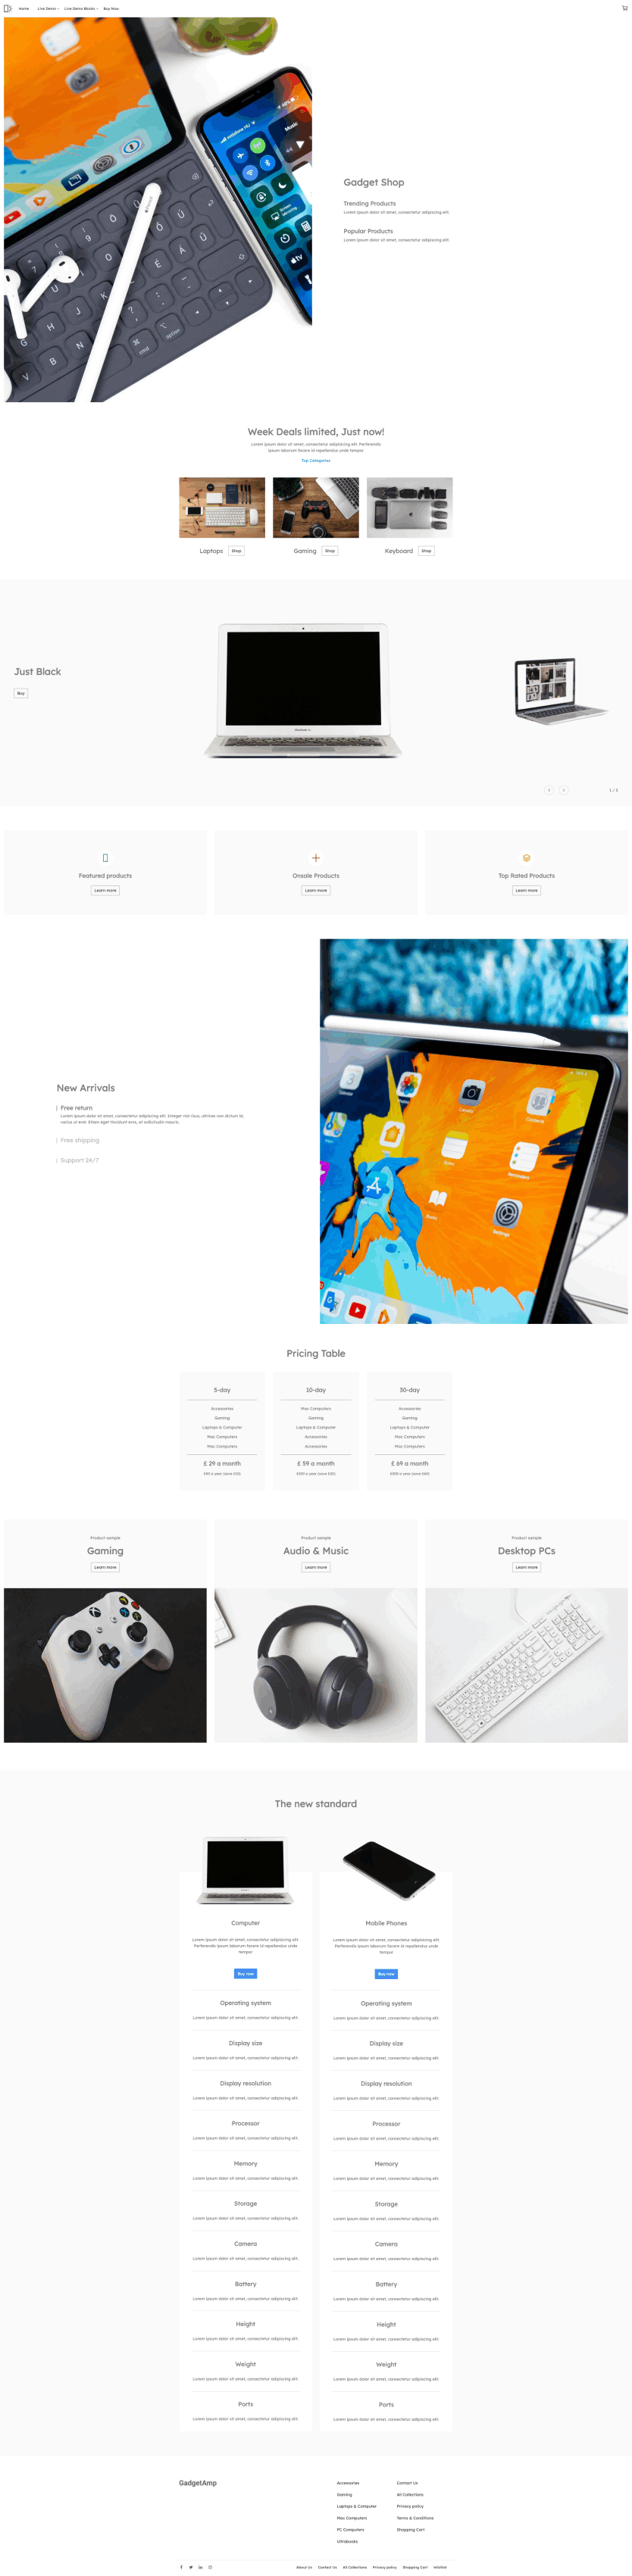 Home Live Demo Live Demo Blocks Buy Now
Gadget Shop
Trending Products
Lorem ipsum dolor sit amet, consectetur adipiscing elit.
Popular Products
Lorem ipsum dolor sit amet, consectetur adipiscing elit.
Week Deals limited, Just now!
Lorem ipsum dolor sit amet, consectetur adipisicing elit. Perferendis
ipsum laborum facere id repellendus unde tempor
Top Categories
Laptops Shop Gaming Shop Keyboard Shop
Just Black
Buy
1 / 3
Featured products Onsale Products Top Rated Products
Learn more Learn more Learn more
New Arrivals
Free return
Lorem ipsum dolor sit amet, consectetur adipiscing elit. Integer nisl risus, ultrices non dictum id,
varius ut erat. Etiam eget tincidunt eros, at sollicitudin mauris.
Free shipping
Support 24/7
Pricing Table
5-day 10-day 30-day
Accessories Mac Computers Accessories
Gaming Gaming Gaming
Laptops & Computer Laptops & Computer Laptops & Computer
Mac Computers Accessories Mac Computers
Mac Computers Accessories Mac Computers
£ 29 a month £ 59 a month £ 69 a month
Product sample Product sample Product sample
Gaming Audio & Music Desktop PCs
Learn more Learn more Learn more
The new standard
Computer Mobile Phones
Lorem ipsum dolor sit amet, consectetur adipisicing elit. Lorem ipsum dolor sit amet, consectetur adipisicing elit.
Perferendis ipsum laborum facere id repellendus unde Perferendis ipsum laborum facere id repellendus unde
tempor tempor
Buy now Buy now
Operating system Operating system
Lorem ipsum dolor sit amet, consectetur adipiscing elit. Lorem ipsum dolor sit amet, consectetur adipiscing elit.
Display size Display size
Lorem ipsum dolor sit amet, consectetur adipiscing elit. Lorem ipsum dolor sit amet, consectetur adipiscing elit.
Display resolution Display resolution
Lorem ipsum dolor sit amet, consectetur adipiscing elit. Lorem ipsum dolor sit amet, consectetur adipiscing elit.
Processor Processor
Lorem ipsum dolor sit amet, consectetur adipiscing elit. Lorem ipsum dolor sit amet, consectetur adipiscing elit.
Memory Memory
Lorem ipsum dolor sit amet, consectetur adipiscing elit. Lorem ipsum dolor sit amet, consectetur adipiscing elit.
Storage Storage
Lorem ipsum dolor sit amet, consectetur adipiscing elit. Lorem ipsum dolor sit amet, consectetur adipiscing elit.
Camera Camera
Lorem ipsum dolor sit amet, consectetur adipiscing elit. Lorem ipsum dolor sit amet, consectetur adipiscing elit.
Battery Battery
Lorem ipsum dolor sit amet, consectetur adipiscing elit. Lorem ipsum dolor sit amet, consectetur adipiscing elit.
Height Height
Lorem ipsum dolor sit amet, consectetur adipiscing elit. Lorem ipsum dolor sit amet, consectetur adipiscing elit.
Weight Weight
Lorem ipsum dolor sit amet, consectetur adipiscing elit. Lorem ipsum dolor sit amet, consectetur adipiscing elit.
Ports Ports
Lorem ipsum dolor sit amet, consectetur adipiscing elit. Lorem ipsum dolor sit amet, consectetur adipiscing elit.
GadgetAmp
Accessories Contact Us
Gaming All Collections
Laptops & Computer Privacy policy
Mac Computers Terms & Conditions
PC Computers Shopping Cart
Ultrabooks
About Us Contact Us All Collections Privacy policy Shopping Cart Wishlist